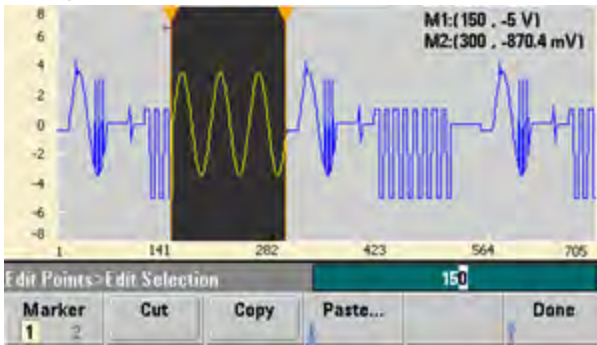 M1:(150 , -5 V)
M2:(300 , -870.4 mV)
8
6
4
2
0
-2
-4
-6
-8
1 141 282 423 564 705
Edit Points>Edit Selection 150
Marker Cut Copy Paste... Done
1 2